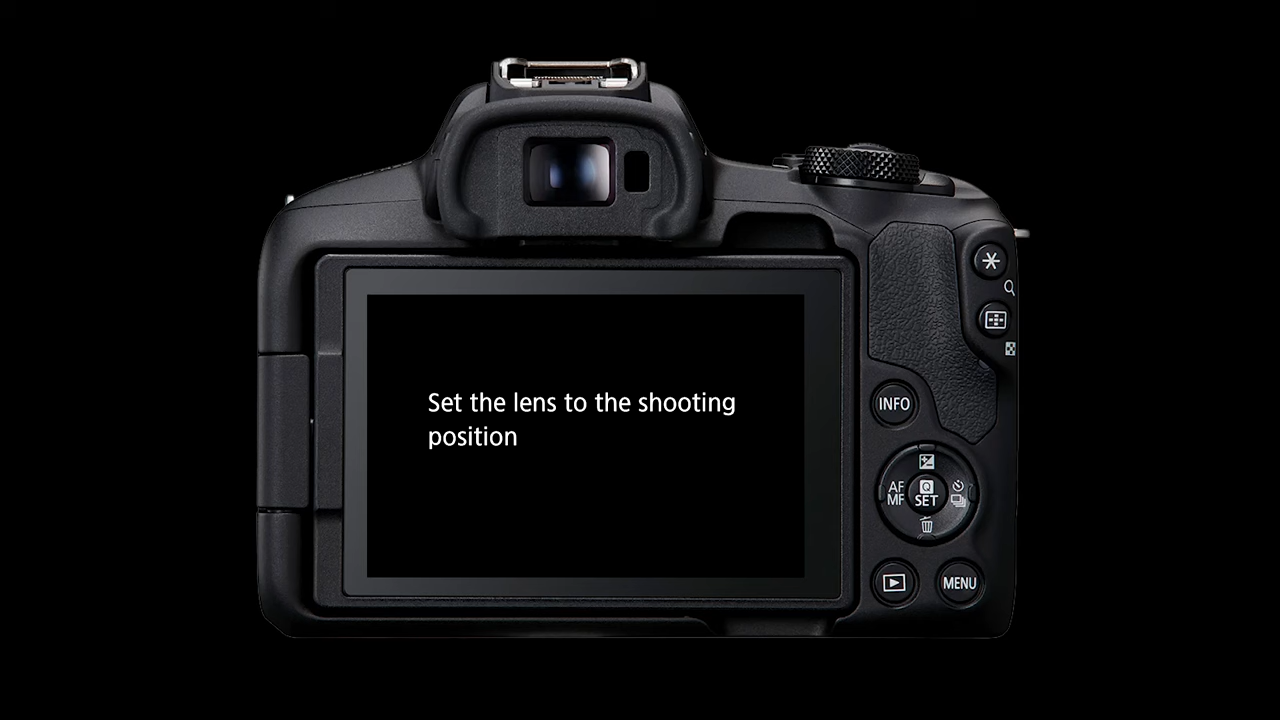 Set the lens to the shooting
position
INFO
AF
MF
Q
SET
MENU